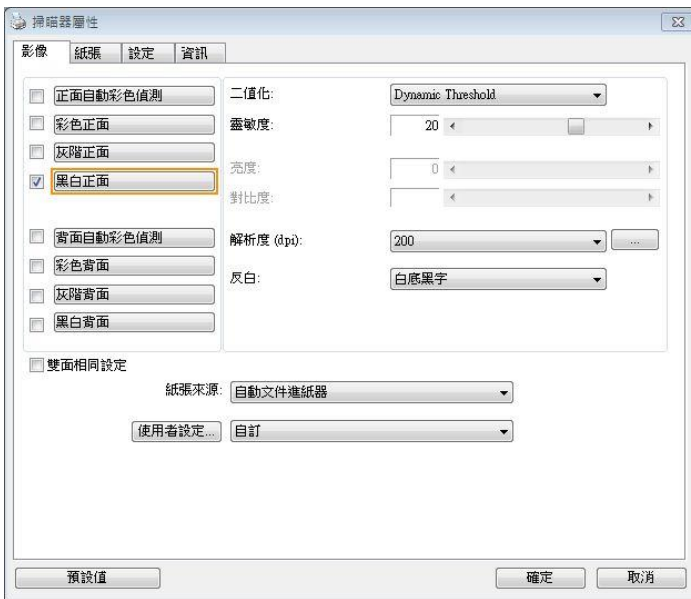 掃瞄器屬性
影像 紙張 設定 資訊
正面自動彩色偵測
彩色正面
灰階正面
黑白正面
背面自動彩色偵測
彩色背面
灰階背面
黑白背面
二值化: Dynamic Threshold
靈敏度: 20
亮度: 0
對比度:
解析度 (dpi): 200 ...
反白: 白底黑字
雙面相同設定
紙張來源: 自動文件進紙器
使用者設定... 自訂
預設值 確定 取消